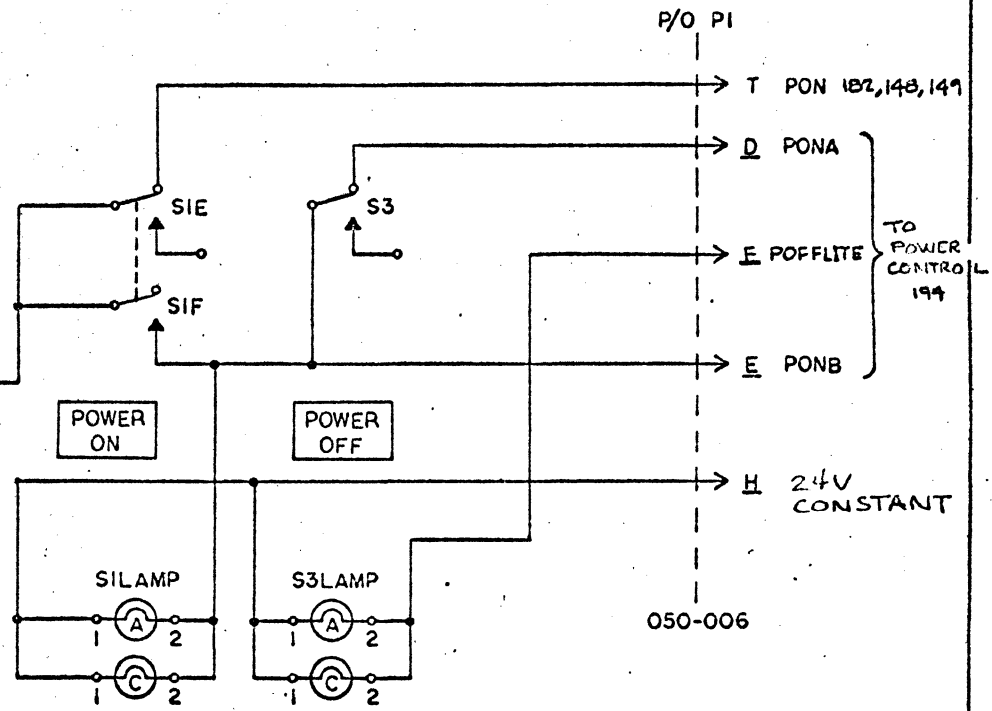 P/O P1
T PON 182,148,149
D PONA
S1E
S3
TO
POWER
CONTROL
194
F POFFLITE
S1F
E PONB
POWER
ON
POWER
OFF
H 24V
CONSTANT
S1LAMP
S3LAMP
1 A 2
1 A 2
050-006
1 C 2
1 C 2